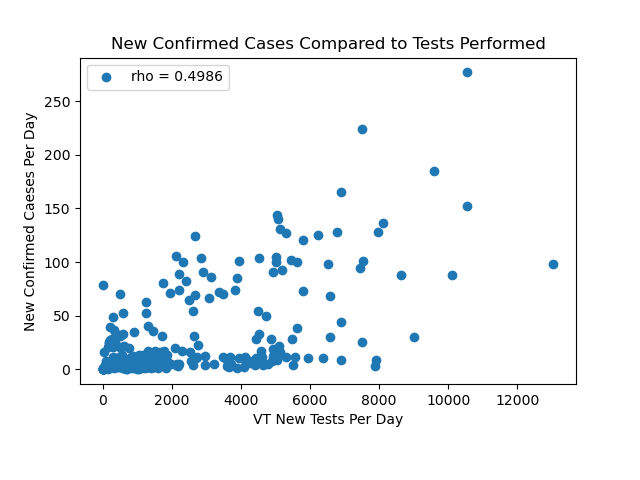 New Confirmed Cases Compared to Tests Performed
rho = 0.4986
New Confirmed Caeses Per Day
250
200
150
100
50
0
0 2000 4000 6000 8000 10000 12000
VT New Tests Per Day